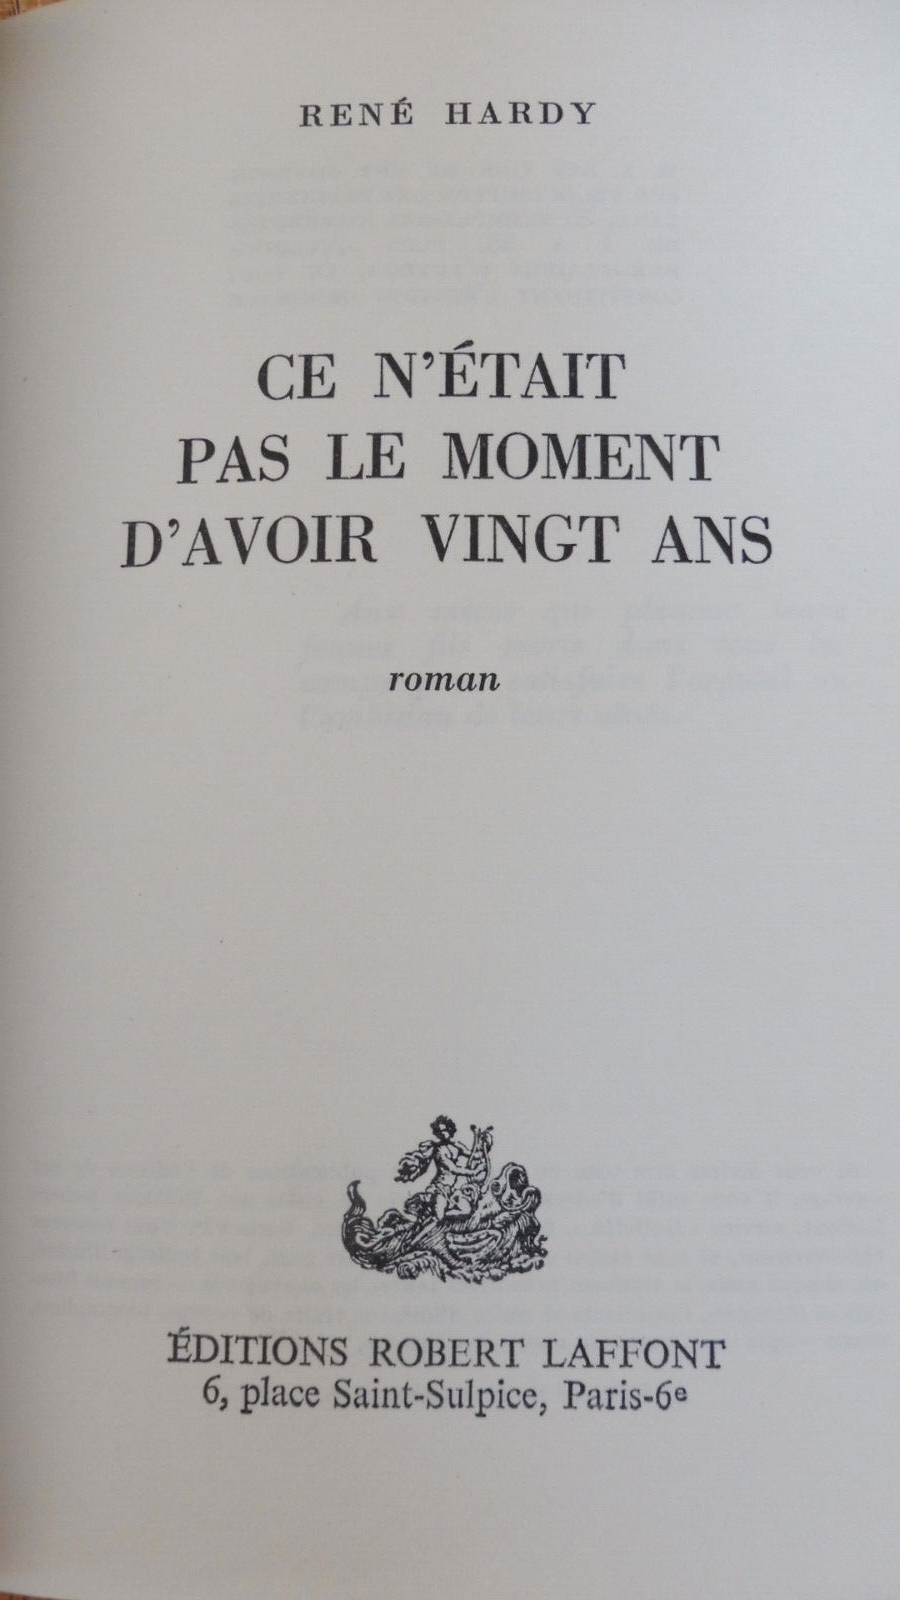 RENÉ HARDY
CE N'ÉTAIT
PAS LE MOMENT
D'AVOIR VINGT ANS
roman
ÉDITIONS ROBERT LAFFONT
6, place Saint-Sulpice, Paris-6e